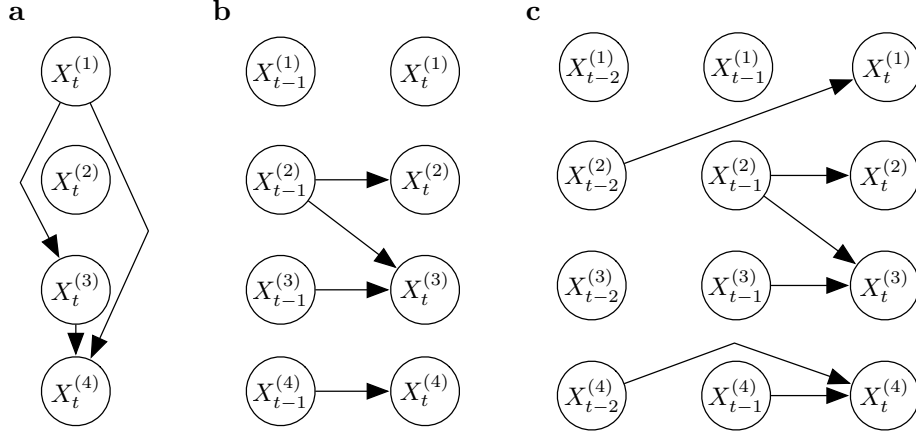 a b c
X_t^{(1)} X_{t-1}^{(1)} X_t^{(1)} X_{t-2}^{(1)} X_{t-1}^{(1)} X_t^{(1)}
X_t^{(2)} X_{t-1}^{(2)} X_t^{(2)} X_{t-2}^{(2)} X_{t-1}^{(2)} X_t^{(2)}
X_t^{(3)} X_{t-1}^{(3)} X_t^{(3)} X_{t-2}^{(3)} X_{t-1}^{(3)} X_t^{(3)}
X_t^{(4)} X_{t-1}^{(4)} X_t^{(4)} X_{t-2}^{(4)} X_{t-1}^{(4)} X_t^{(4)}